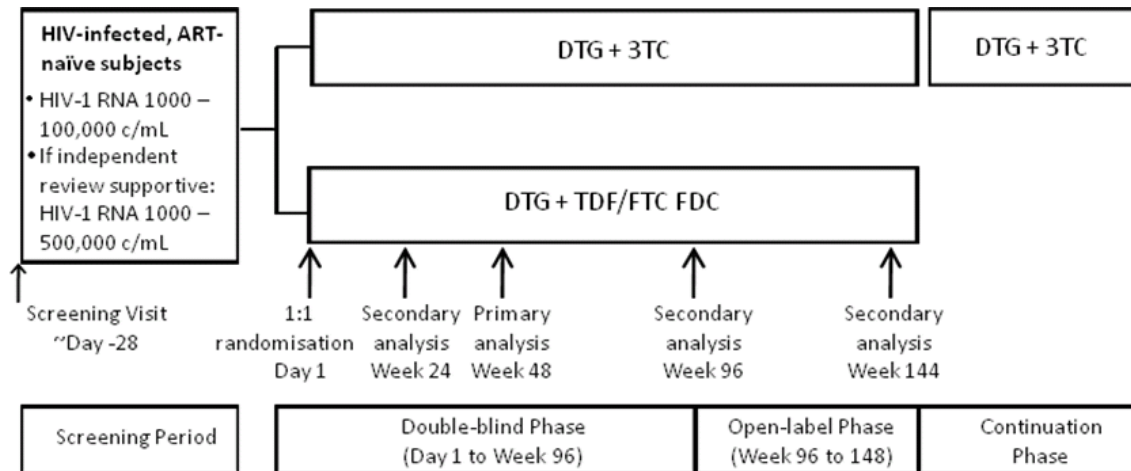 HIV-infected, ART-
naïve subjects
• HIV-1 RNA 1000 –
100,000 c/mL
• If independent
review supportive:
HIV-1 RNA 1000 –
500,000 c/mL
DTG + 3TC
DTG + 3TC
DTG + TDF/FTC FDC
Screening Visit
~Day -28
1:1
randomisation
Day 1
Secondary
analysis
Week 24
Primary
analysis
Week 48
Secondary
analysis
Week 96
Secondary
analysis
Week 144
Screening Period
Double-blind Phase
(Day 1 to Week 96)
Open-label Phase
(Week 96 to 148)
Continuation
Phase